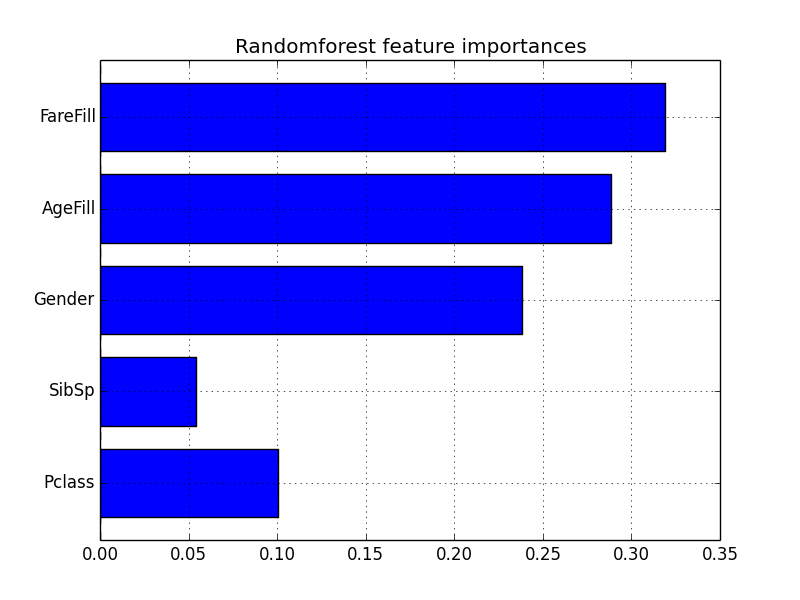 Randomforest feature importances
FareFill
AgeFill
Gender
SibSp
Pclass
0.00 0.05 0.10 0.15 0.20 0.25 0.30 0.35